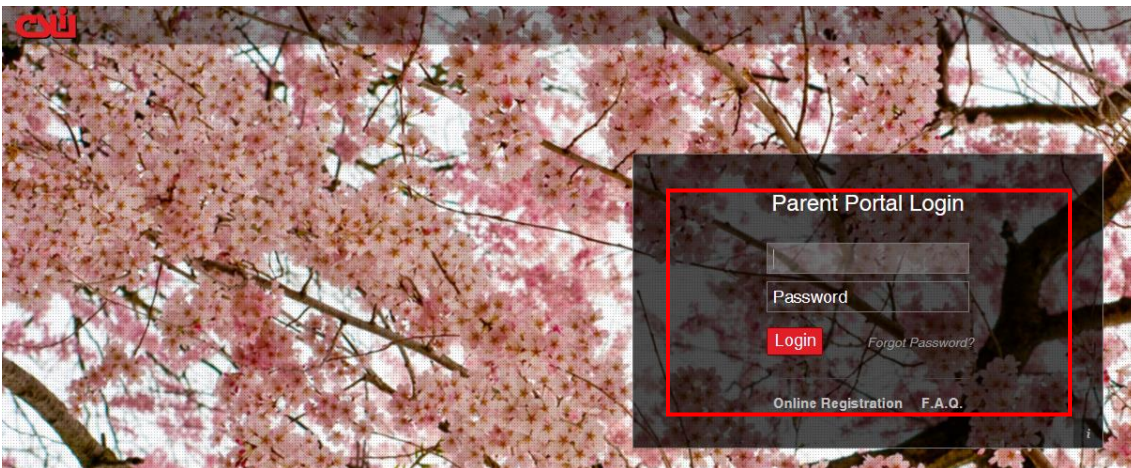 Parent Portal Login
Password
Login Forgot Password?
Online Registration F.A.Q.
i